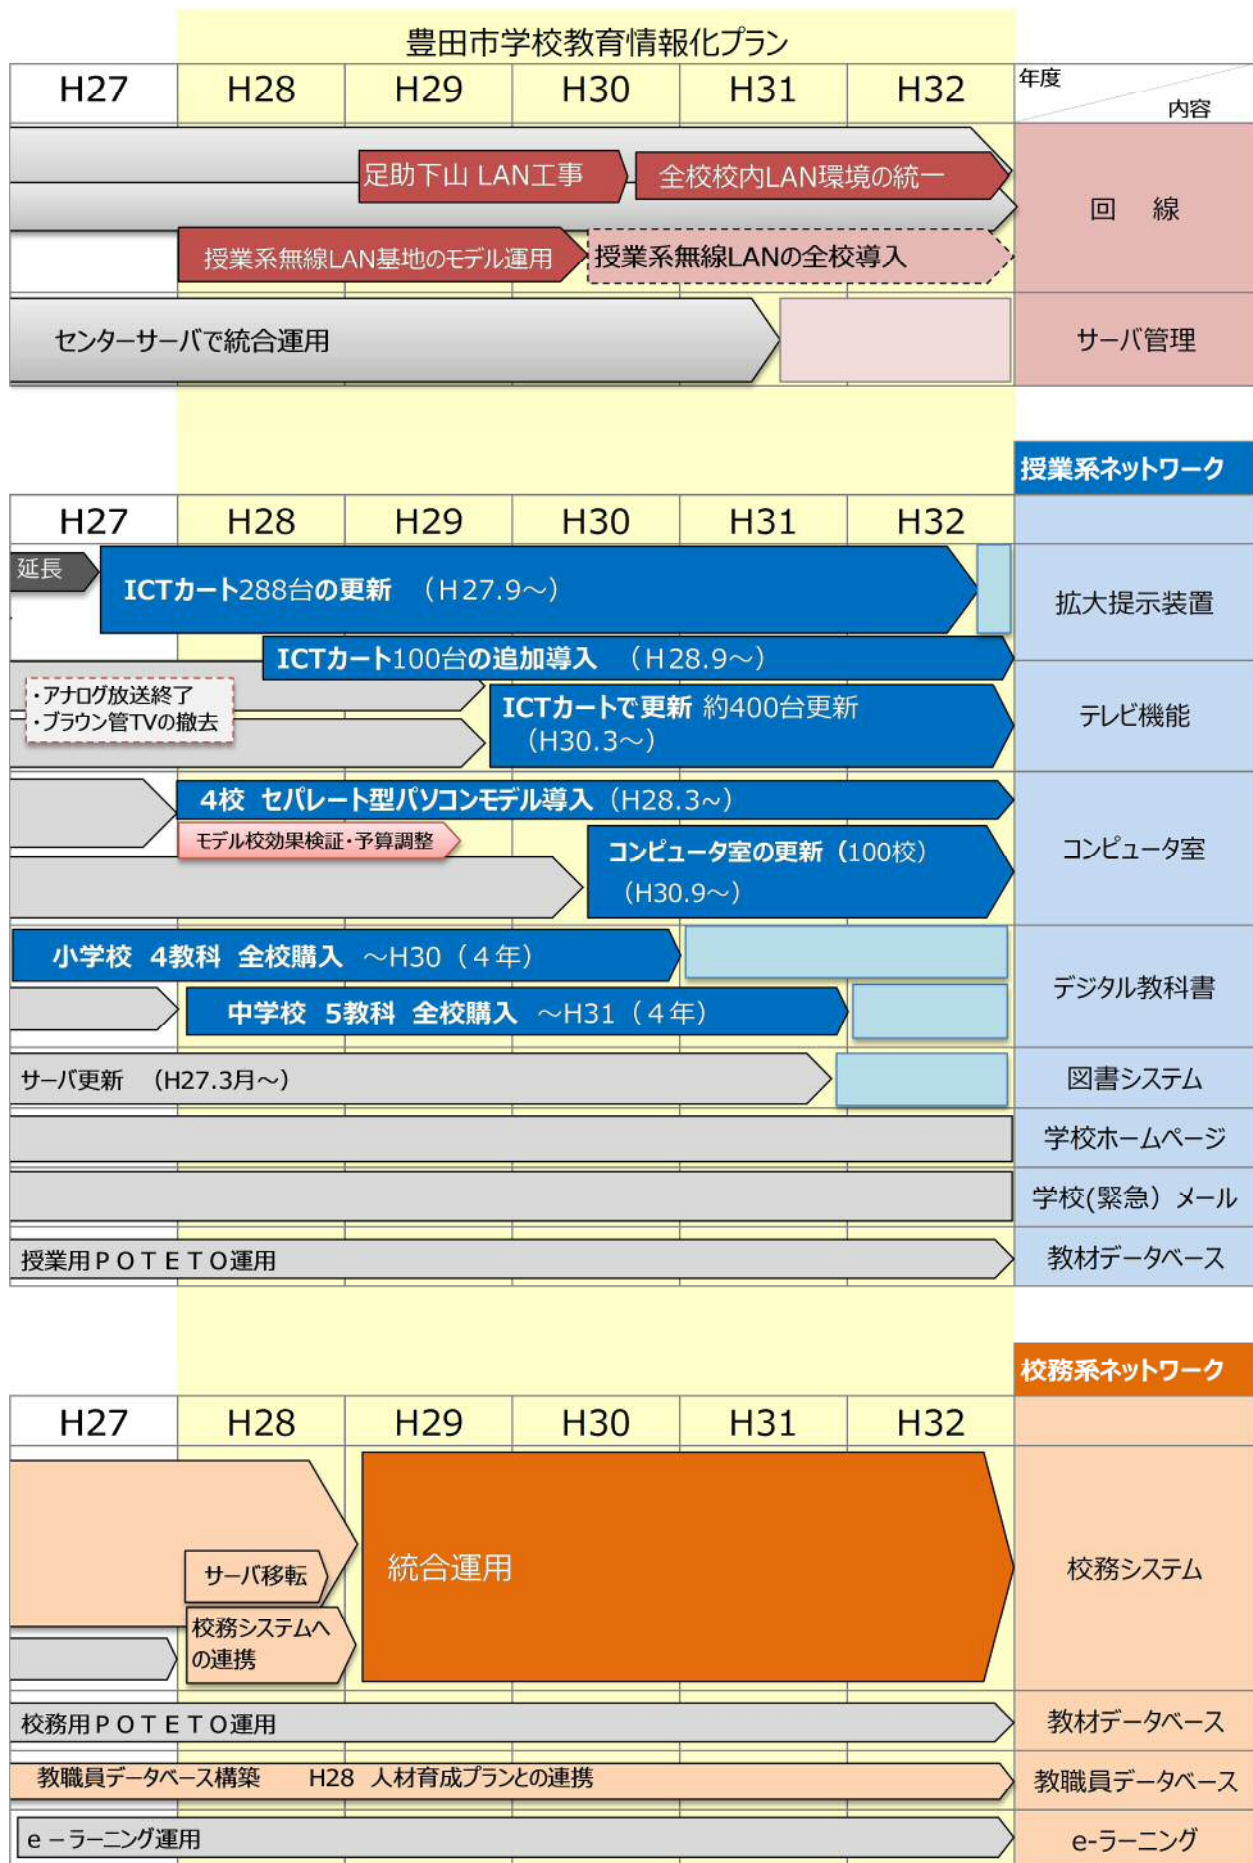 豊田市学校教育情報化プラン
H27 H28 H29 H30 H31 H32 年度
内容
足助下山 LAN工事 全校校内LAN環境の統一
回 線
授業系無線LAN基地のモデル運用 授業系無線LANの全校導入
センターサーバで統合運用 サーバ管理
授業系ネットワーク
H27 H28 H29 H30 H31 H32
延長
ICTカート288台の更新 (H27.9～)
拡大提示装置
ICTカート100台の追加導入 (H28.9～)
・アナログ放送終了
・ブラウン管TVの撤去
ICTカートで更新 約400台更新
(H30.3～)
テレビ機能
4校 セパレート型パソコンモデル導入 (H28.3~)
モデル校効果検証・予算調整
コンピュータ室の更新 (100校)
(H30.9～)
コンピュータ室
小学校 4教科 全校購入 ～H30 (4年)
中学校 5教科 全校購入 ～H31 (4年)
デジタル教科書
サーバ更新 (H27.3月～) 図書システム
学校ホームページ
学校(緊急) メール
授業用ＰＯＴＥＴＯ運用 教材データベース
校務系ネットワーク
H27 H28 H29 H30 H31 H32
サーバ移転
校務システムへ
の連携
統合運用
校務システム
校務用ＰＯＴＥＴＯ運用 教材データベース
教職員データベース構築 H28 人材育成プランとの連携 教職員データベース
e－ラーニング運用 e-ラーニング